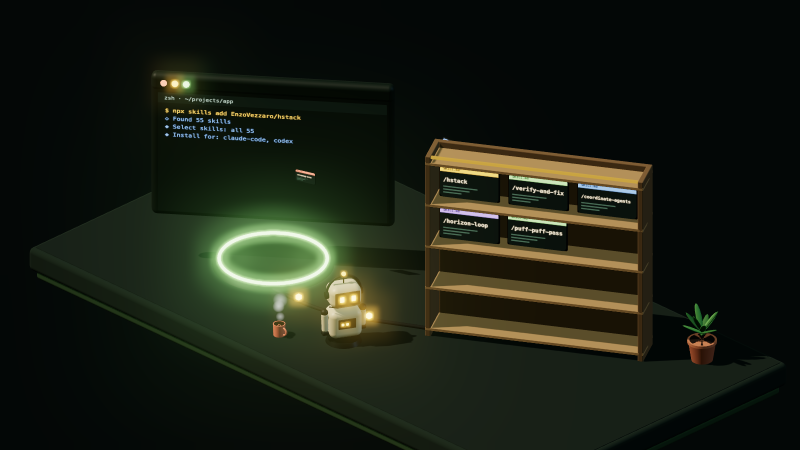 zsh - ~/projects/app
$ npx skills add EnzoVezzaro/hstack
◇ Found 55 skills
◆ Select skills: all 55
◆ Install for: claude-code, codex
/hstack
/verify-and-fix
/coordinate-agents
/horizon-loop
/puff-puff-pass